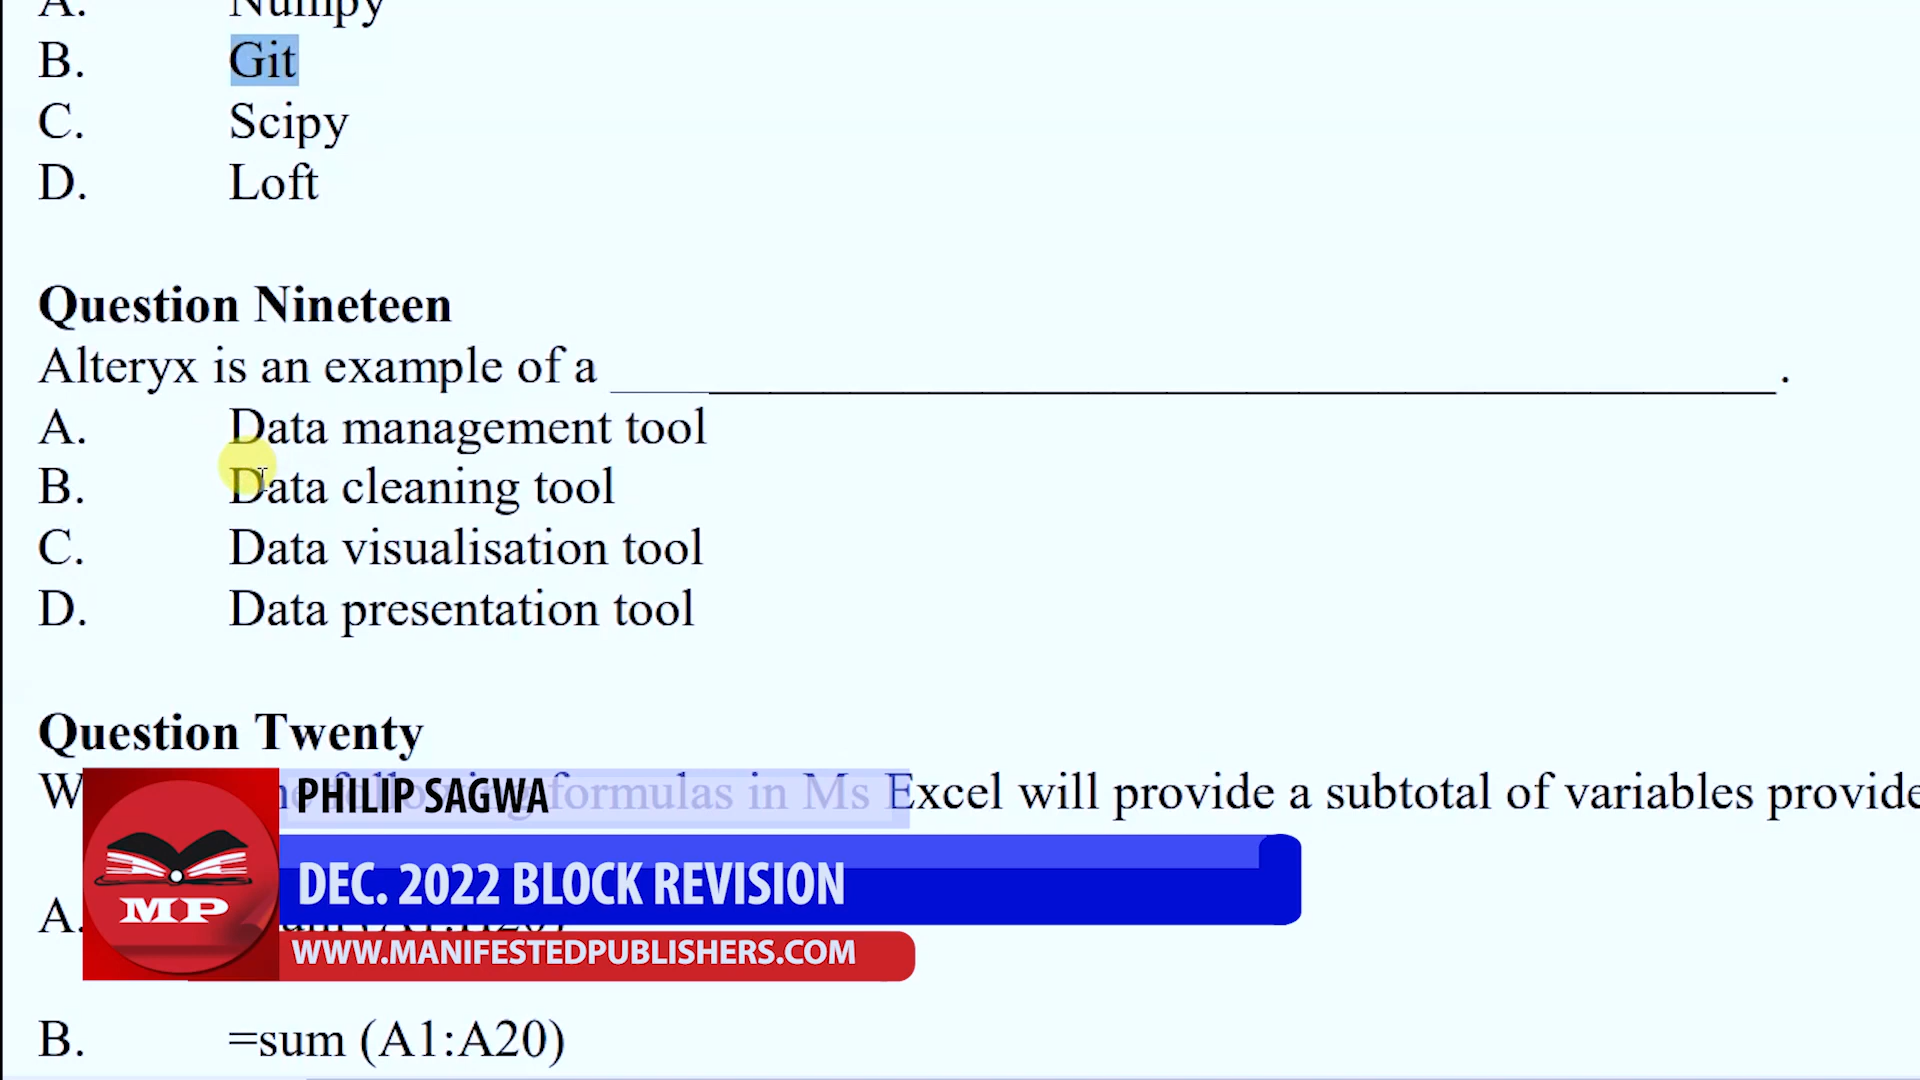 A. Numpy
B. Git
C. Scipy
D. Loft
Question Nineteen
Alteryx is an example of a ______________________________.
A. Data management tool
B. Data cleaning tool
C. Data visualisation tool
D. Data presentation tool
Question Twenty
formulas in Ms Excel will provide a subtotal of variables
PHILIP SAGWA
DEC. 2022 BLOCK REVISION
A.
MP
WWW.MANIFESTEDPUBLISHERS.COM
B. =sum (A1:A20)